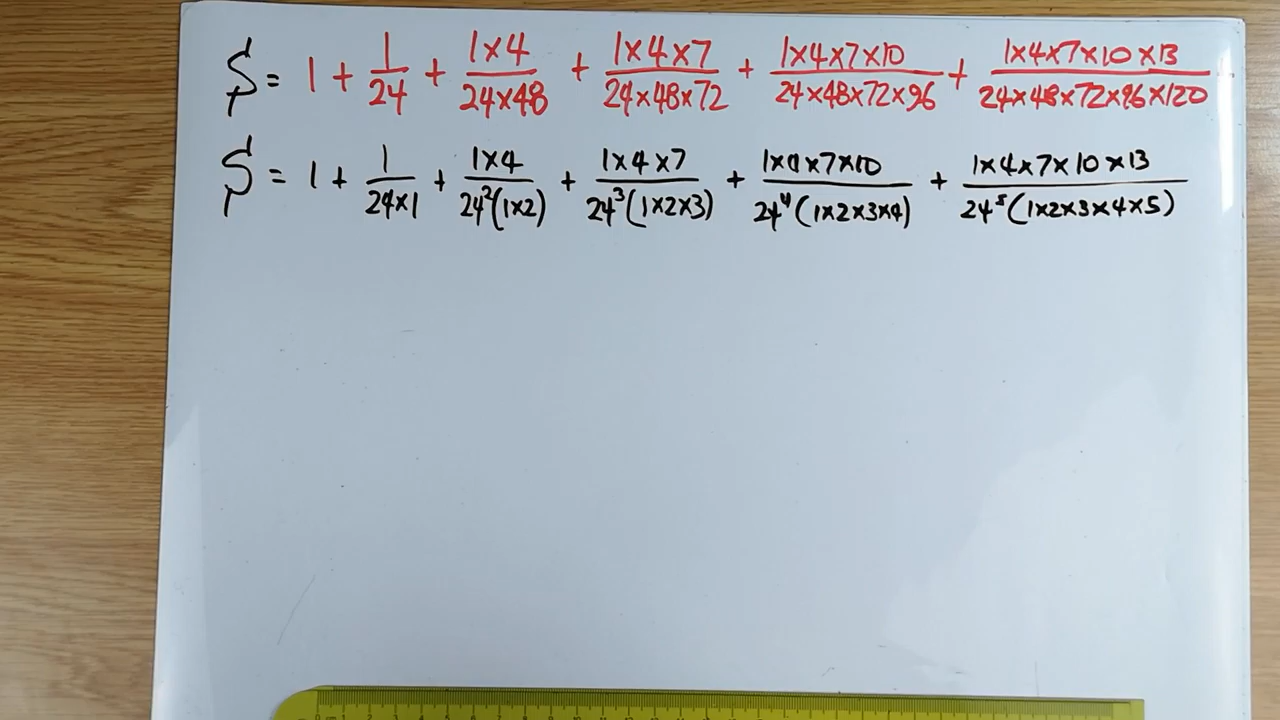 S = 1 + 1/24 + 1×4/24×48 + 1×4×7/24×48×72 + 1×4×7×10/24×48×72×96 + 1×4×7×10×13/24×48×72×96×120
S = 1 + 1/24×1 + 1×4/24²(1×2) + 1×4×7/24³(1×2×3) + 1×4×7×10/24⁴(1×2×3×4) + 1×4×7×10×13/24⁵(1×2×3×4×5)